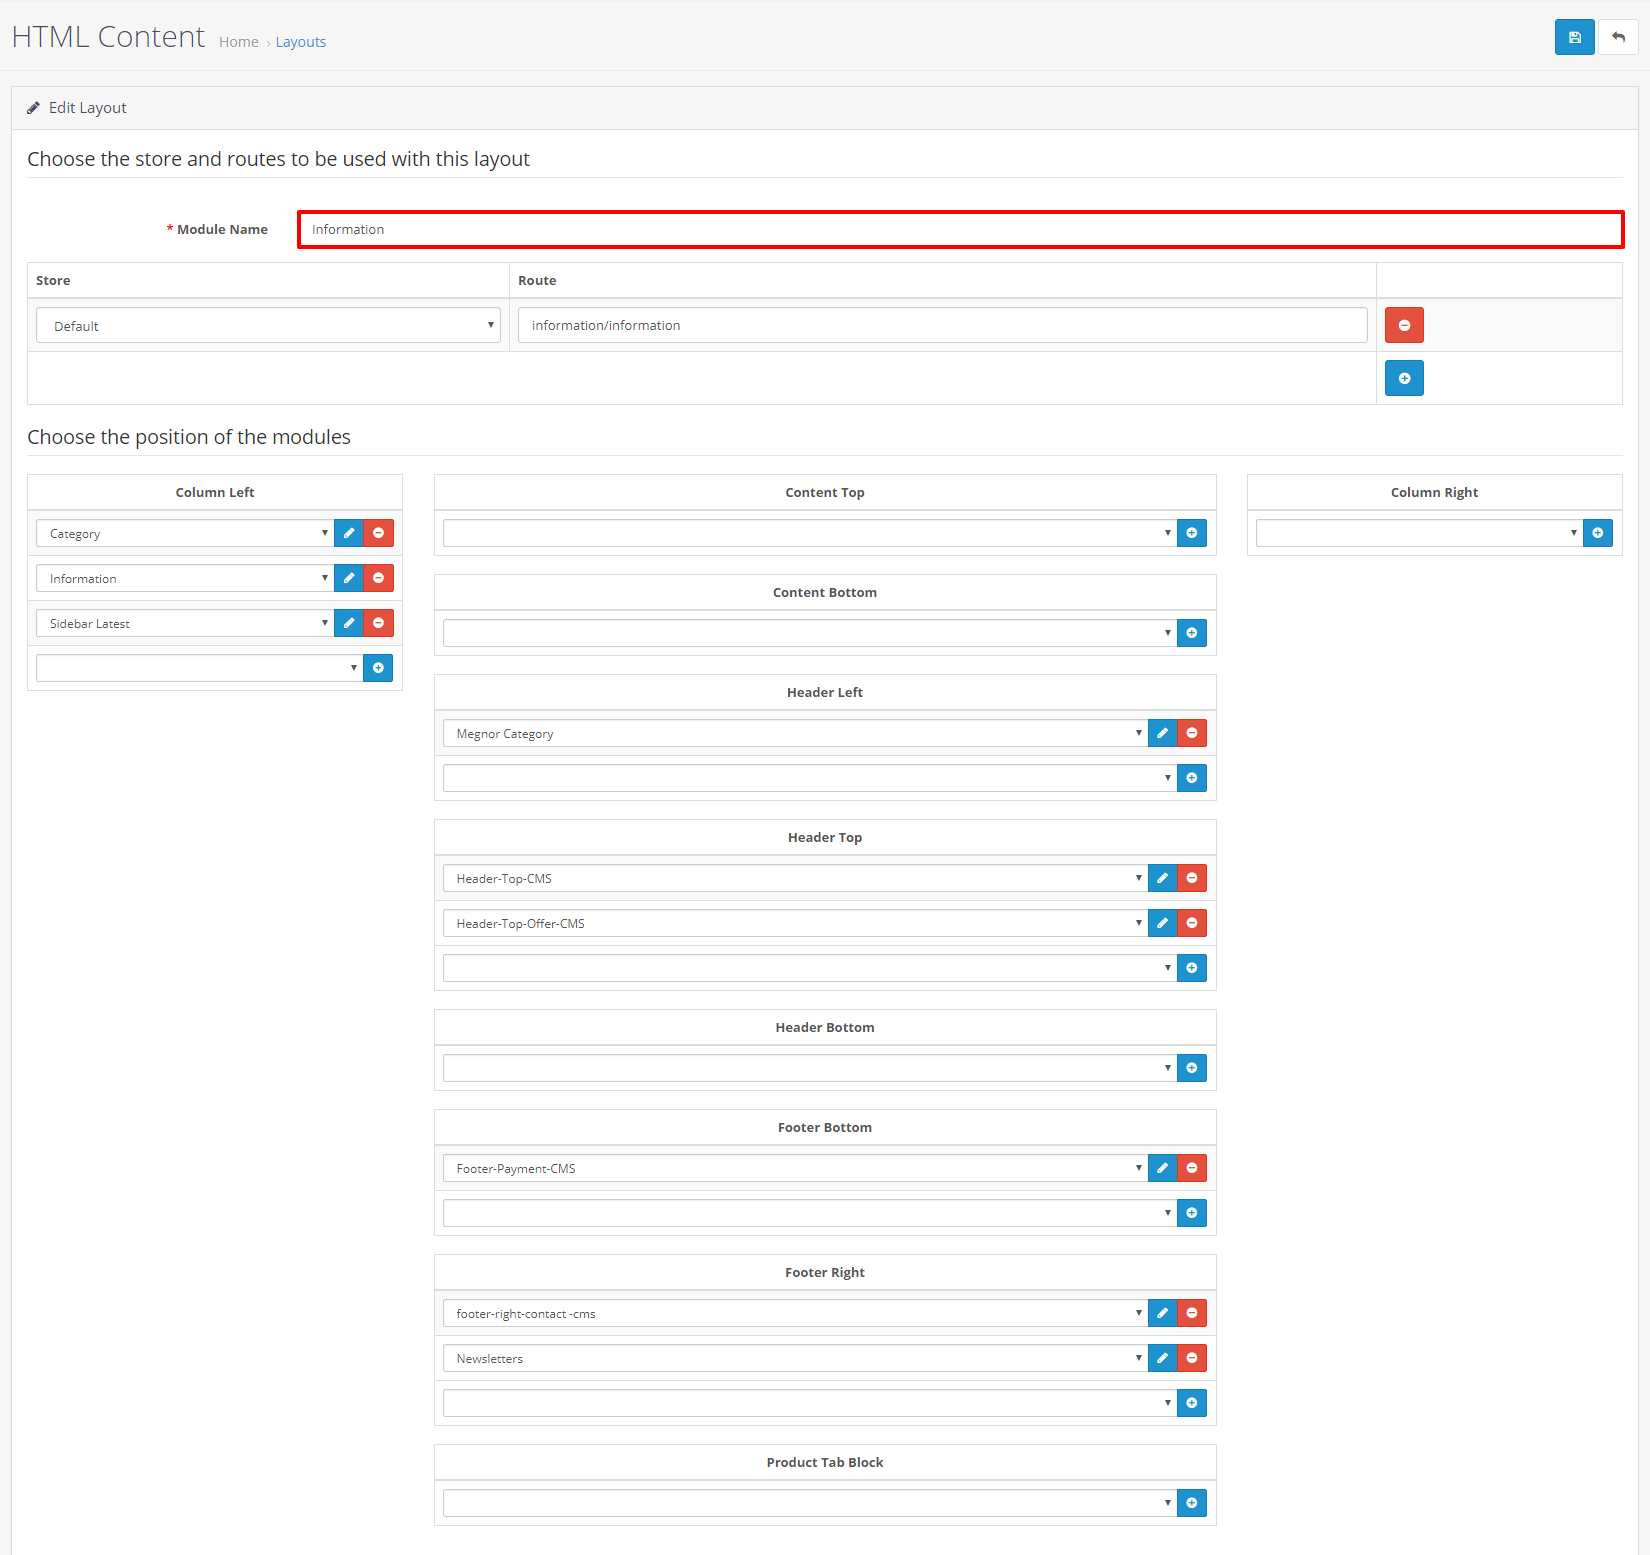 HTML Content Home › Layouts
Edit Layout
Choose the store and routes to be used with this layout
* Module Name Information
Store Route
Default information/information
Choose the position of the modules
Column Left
Category
Information
Sidebar Latest
Content Top
Content Bottom
Header Left
Megnor Category
Header Top
Header-Top-CMS
Header-Top-Offer-CMS
Header Bottom
Footer Bottom
Footer-Payment-CMS
Footer Right
footer-right-contact -cms
Newsletters
Product Tab Block
Column Right